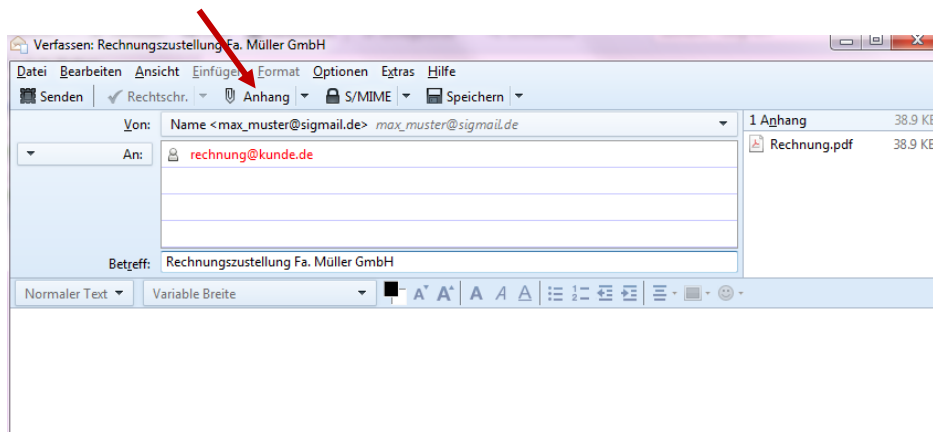 Verfassen: Rechnungszustellung Fa. Müller GmbH
Datei Bearbeiten Ansicht Einfügen Format Optionen Extras Hilfe
Senden Rechtschr. Anhang S/MIME Speichern
Von: Name <max_muster@sigmail.de> max_muster@sigmail.de
1 Anhang 38.9 KB
An: rechnung@kunde.de
Rechnung.pdf 38.9 KB
Betreff: Rechnungszustellung Fa. Müller GmbH
Normaler Text Variable Breite